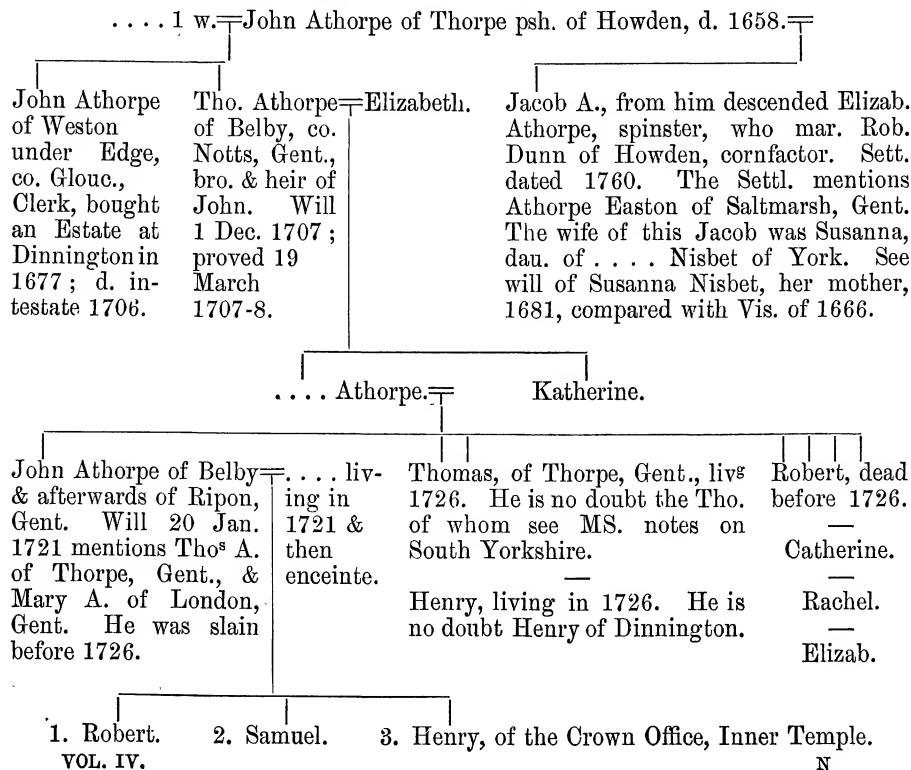 . . . . 1 w. John Athorpe of Thorpe psh. of Howden, d. 1658.
John Athorpe
of Weston
under Edge,
co. Glouc.,
Clerk, bought
an Estate at
Dinnington in
1677 ; d. in-
testate 1706.
Tho. Athorpe
of Belby, co.
Notts, Gent.,
bro. & heir of
John. Will
1 Dec. 1707 ;
proved 19
March
1707-8.
Elizabeth.
Jacob A., from him descended Elizab.
Athorpe, spinster, who mar. Rob.
Dunn of Howden, cornfactor. Sett.
dated 1760. The Settl. mentions
Athorpe Easton of Saltmarsh, Gent.
The wife of this Jacob was Susanna,
dau. of . . . . Nisbet of York. See
will of Susanna Nisbet, her mother,
1681, compared with Vis. of 1666.
. . . . Athorpe.
Katherine.
John Athorpe of Belby
& afterwards of Ripon,
Gent. Will 20 Jan.
1721 mentions Thoˢ A.
of Thorpe, Gent., &
Mary A. of London,
Gent. He was slain
before 1726.
. . . . liv-
ing in
1721 &
then
enceinte.
Thomas, of Thorpe, Gent., livᵍ
1726. He is no doubt the Tho.
of whom see MS. notes on
South Yorkshire.
—
Henry, living in 1726. He is
no doubt Henry of Dinnington.
Robert, dead
before 1726.
—
Catherine.
—
Rachel.
—
Elizab.
1. Robert. 2. Samuel. 3. Henry, of the Crown Office, Inner Temple.
VOL. IV. N